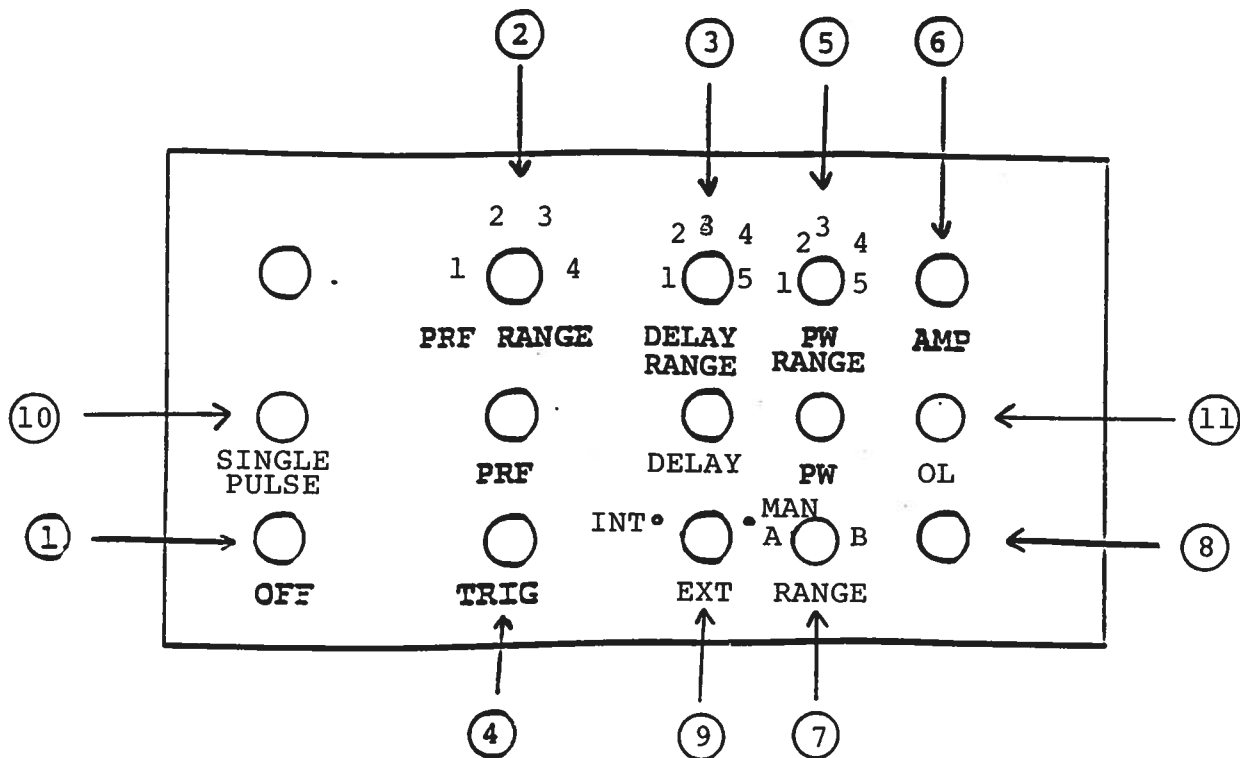 2 3 5 6
2 3 2 3 4 2 3 4
1 4 1 5 1 5
PRF RANGE DELAY RANGE PW RANGE AMP
10 11
SINGLE PULSE PRF DELAY PW OL
1 INT MAN A B 8
OFF TRIG EXT RANGE
4 9 7